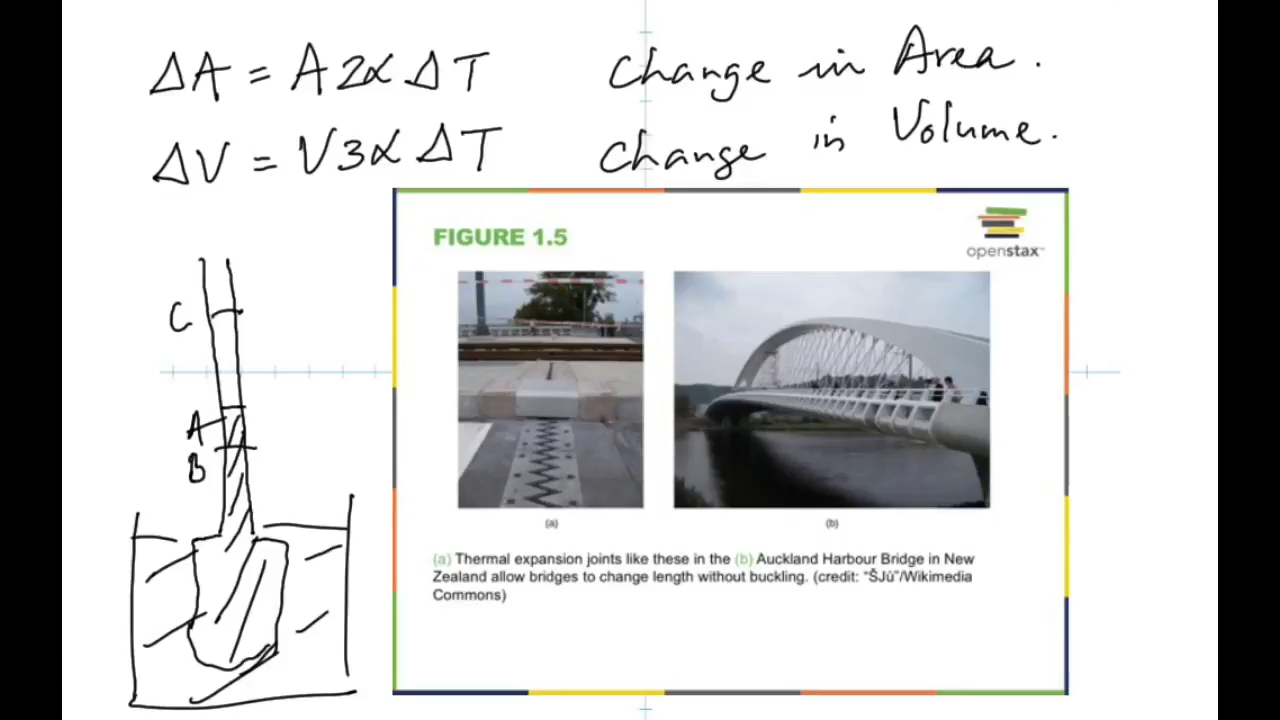 ΔA = A2αΔT change in Area.
ΔV = V3αΔT change in Volume.
FIGURE 1.5
openstax™
C
A
B
(a)
(b)
(a) Thermal expansion joints like these in the (b) Auckland Harbour Bridge in New
Zealand allow bridges to change length without buckling. (credit: “ŠJů”/Wikimedia
Commons)